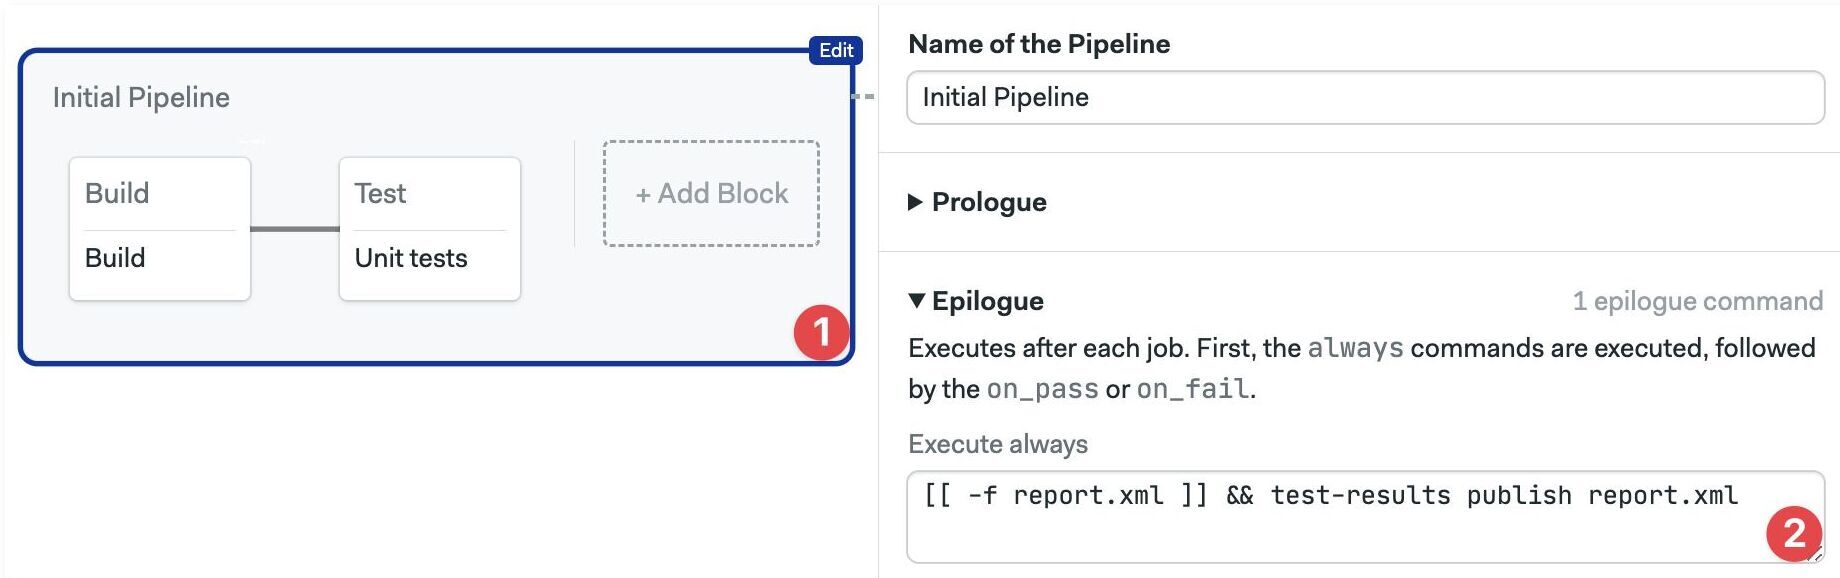 Edit
Initial Pipeline
Build
Build
Test
Unit tests
+ Add Block
1
Name of the Pipeline
Initial Pipeline
Prologue
Epilogue
1 epilogue command
Executes after each job. First, the always commands are executed, followed
by the on_pass or on_fail.
Execute always
[[ -f report.xml ]] && test-results publish report.xml
2